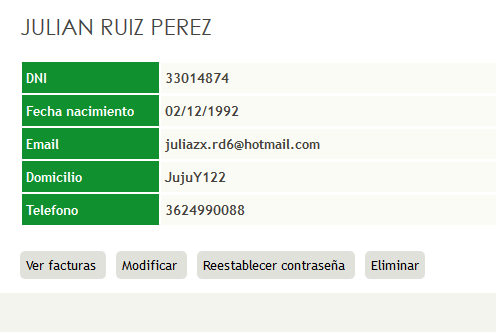 JULIAN RUIZ PEREZ
DNI 33014874
Fecha nacimiento 02/12/1992
Email juliazx.rd6@hotmail.com
Domicilio JujuY122
Telefono 3624990088
Ver facturas Modificar Reestablecer contraseña Eliminar